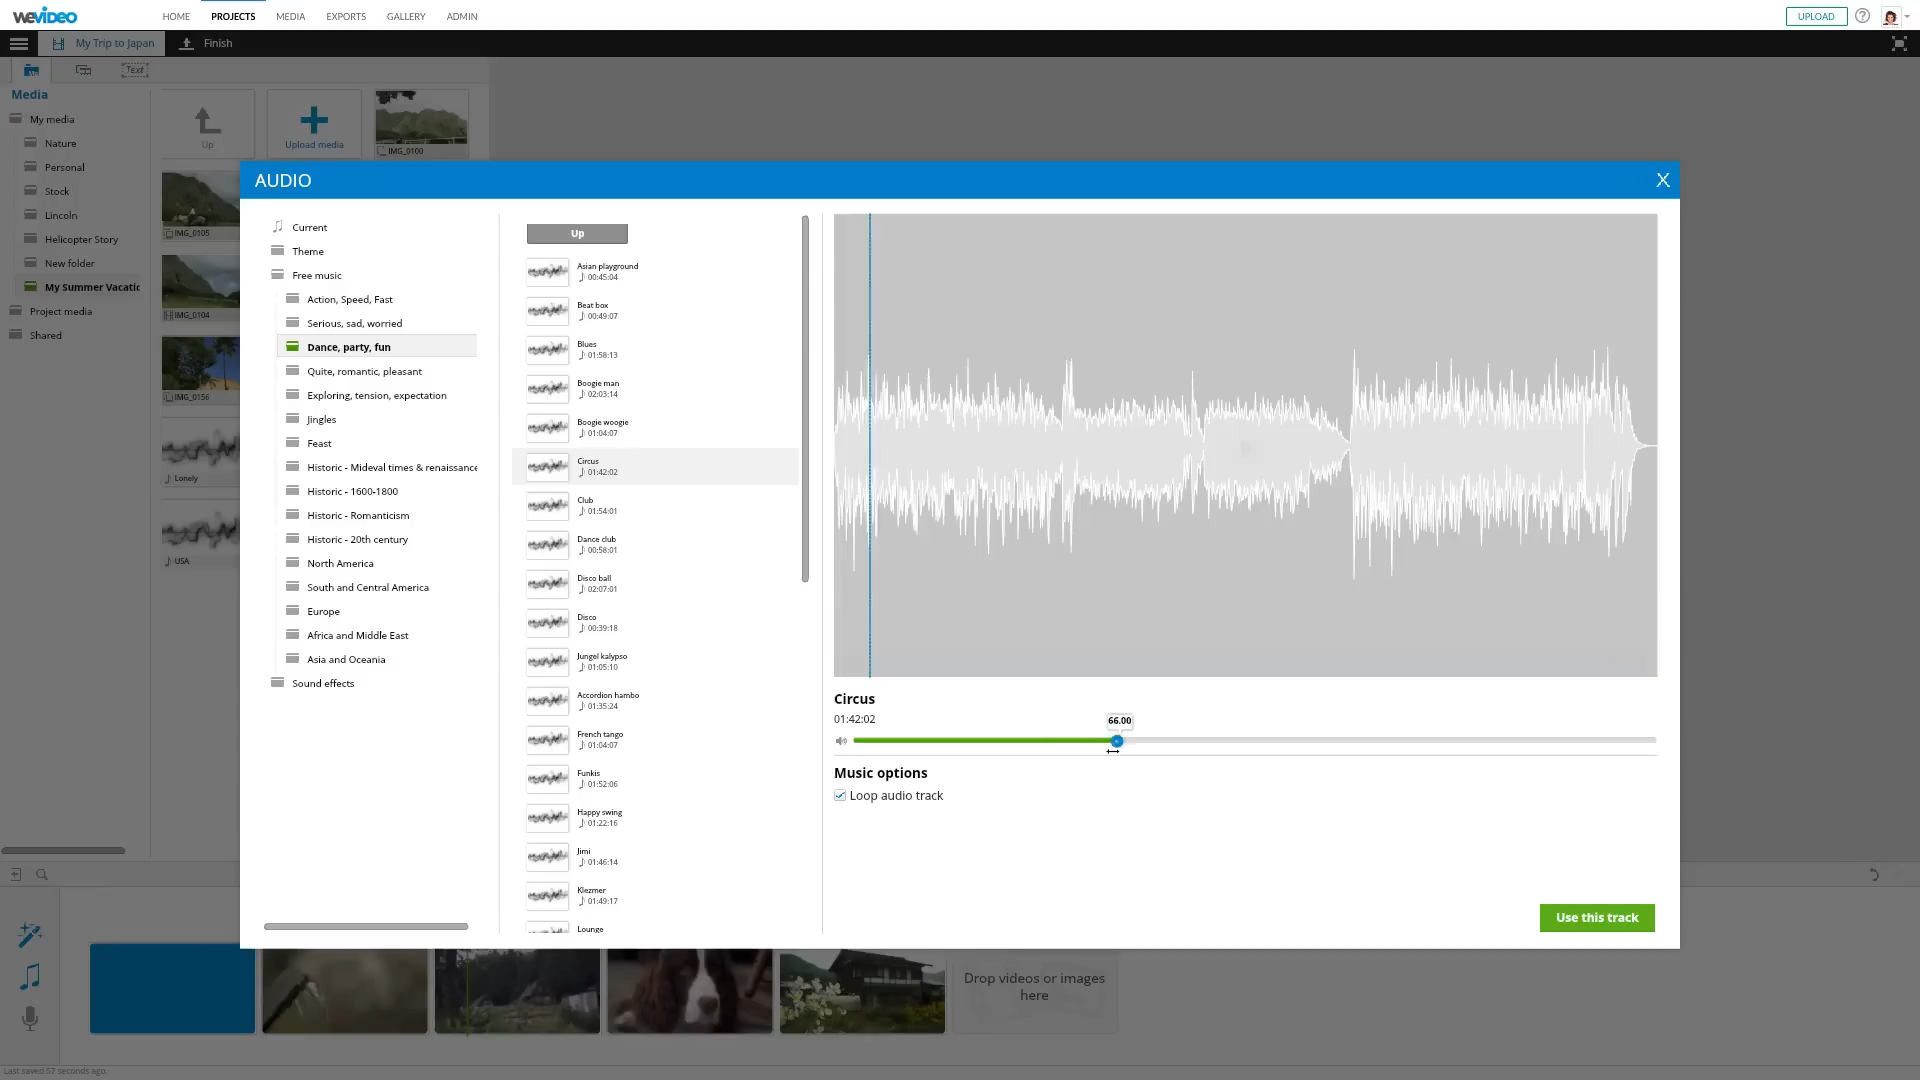 WeVideo
HOME PROJECTS MEDIA EXPORTS GALLERY ADMIN
UPLOAD
My Trip to Japan
Finish
Text
Media
My media
Nature
Personal
Stock
Lincoln
Helicopter Story
New folder
My Summer Vacatic
Project media
Shared
Up
Upload media
IMG_0100
IMG_0105
IMG_0104
IMG_0156
Lonely
USA
AUDIO
X
Current
Theme
Free music
Action, Speed, Fast
Serious, sad, worried
Dance, party, fun
Quite, romantic, pleasant
Exploring, tension, expectation
Jingles
Feast
Historic - Mideval times & renaissance
Historic - 1600-1800
Historic - Romanticism
Historic - 20th century
North America
South and Central America
Europe
Africa and Middle East
Asia and Oceania
Sound effects
Up
Asian playground
00:45:04
Beat box
00:49:07
Blues
01:58:13
Boogie man
02:03:14
Boogie woogie
01:04:07
Circus
01:42:02
Club
01:54:01
Dance club
00:58:01
Disco ball
02:07:01
Disco
00:39:18
Jungel kalypso
01:05:10
Accordion hambo
01:35:24
French tango
01:04:07
Funkis
01:52:06
Happy swing
01:22:16
Jimi
01:46:14
Klezmer
01:49:17
Lounge
Circus
01:42:02
66.00
Music options
Loop audio track
Use this track
Drop videos or images
here
Last saved 57 seconds ago.